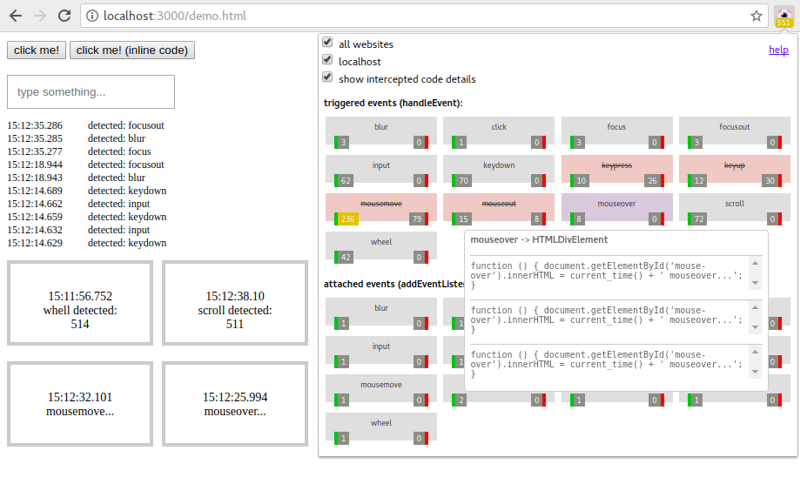 localhost:3000/demo.html
551
click me!
click me! (inline code)
type something...
15:12:35.286 detected: focusout
15:12:35.285 detected: blur
15:12:35.277 detected: focus
15:12:18.944 detected: focusout
15:12:18.943 detected: blur
15:12:14.689 detected: keydown
15:12:14.662 detected: input
15:12:14.659 detected: keydown
15:12:14.632 detected: input
15:12:14.629 detected: keydown
15:11:56.752
whell detected:
514
15:12:38.10
scroll detected:
511
15:12:32.101
mousemove...
15:12:25.994
mouseover...
all websites
help
localhost
show intercepted code details
triggered events (handleEvent):
blur click focus focusout
3 0 1 0 3 0 3 0
input keydown keypress keyup
62 0 70 0 10 26 12 30
mousemove mouseout mouseover scroll
236 79 15 8 8 0 72 0
wheel
42 0
mouseover -> HTMLDivElement
function () { document.getElementById('mouse-
over').innerHTML = current_time() + ' mouseover...';
}
function () { document.getElementById('mouse-
over').innerHTML = current_time() + ' mouseover...';
}
function () { document.getElementById('mouse-
over').innerHTML = current_time() + ' mouseover...';
}
attached events (addEventListe
blur
1 0
input
1 0
mousemove
1 0 2 0 1 0 1 0
wheel
1 0